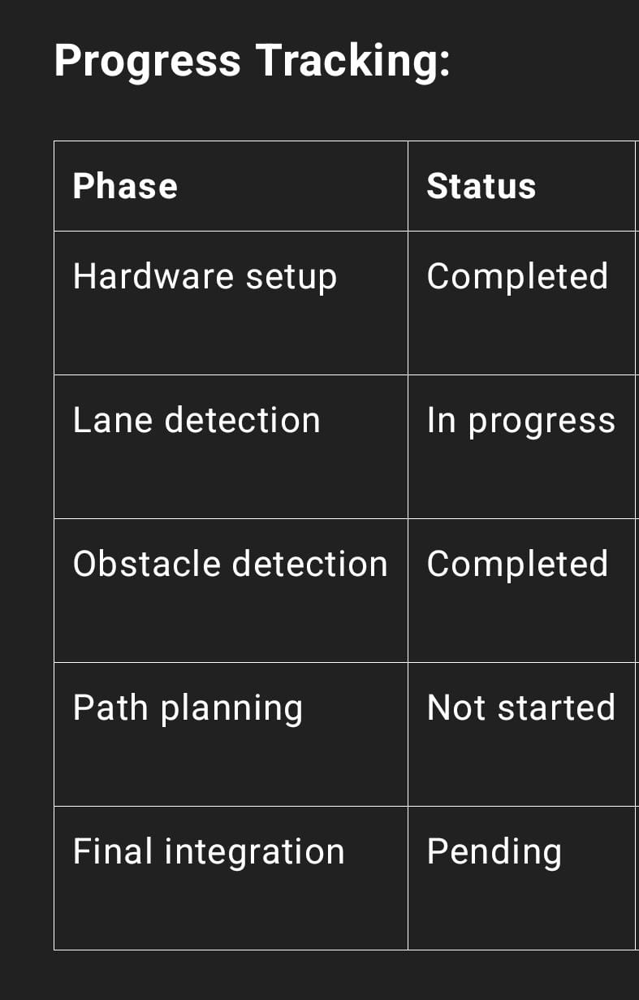 Progress Tracking:
Phase Status
Hardware setup Completed
Lane detection In progress
Obstacle detection Completed
Path planning Not started
Final integration Pending